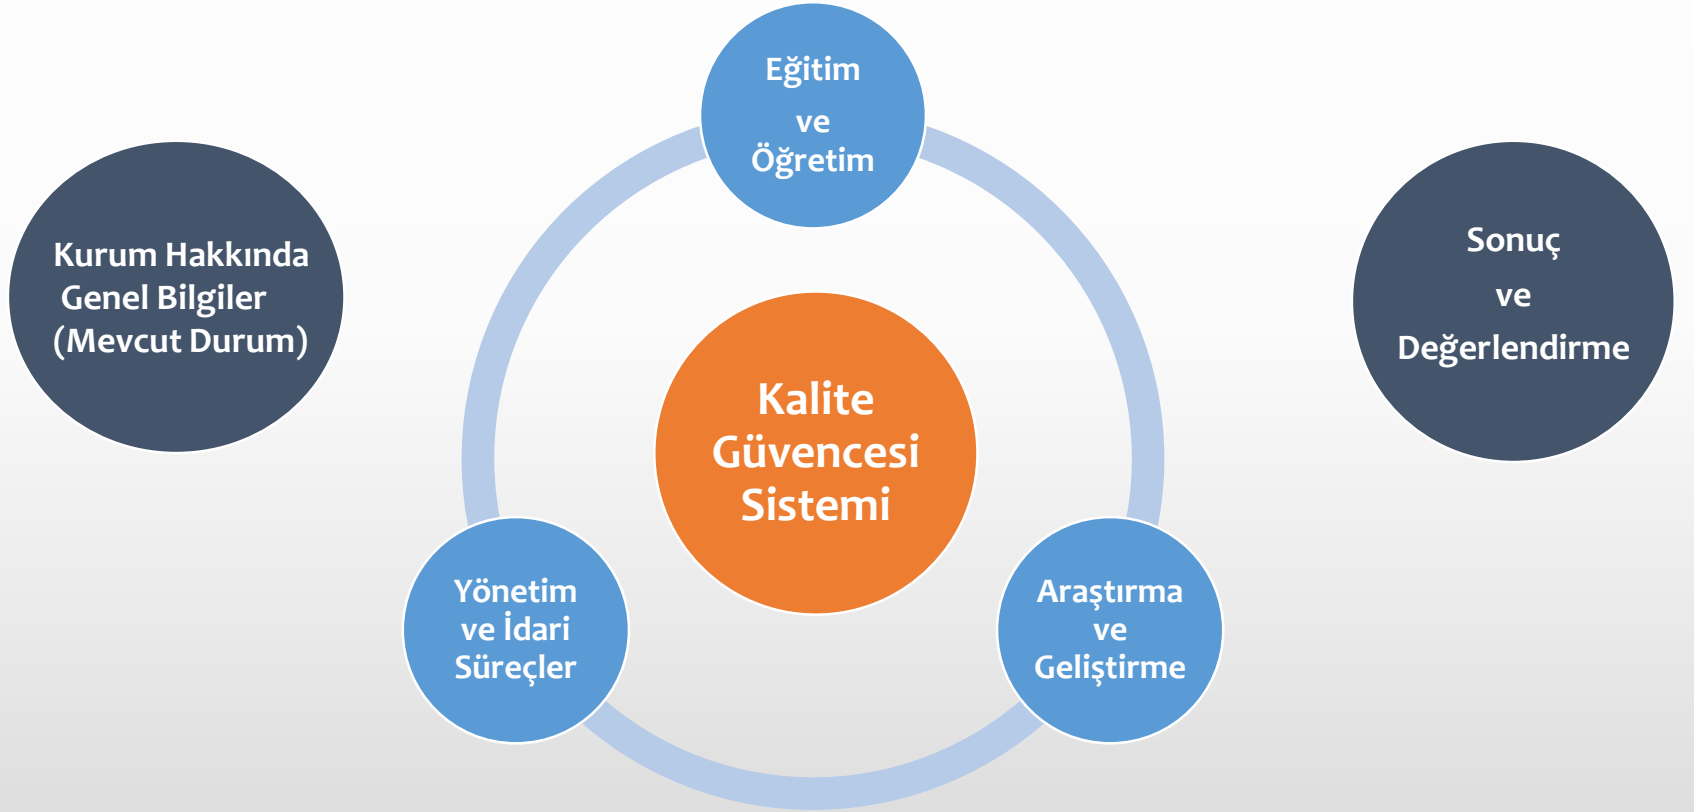 Eğitim
ve
Öğretim
Kurum Hakkında
Genel Bilgiler
(Mevcut Durum)
Sonuç
ve
Değerlendirme
Kalite
Güvencesi
Sistemi
Yönetim
ve İdari
Süreçler
Araştırma
ve
Geliştirme